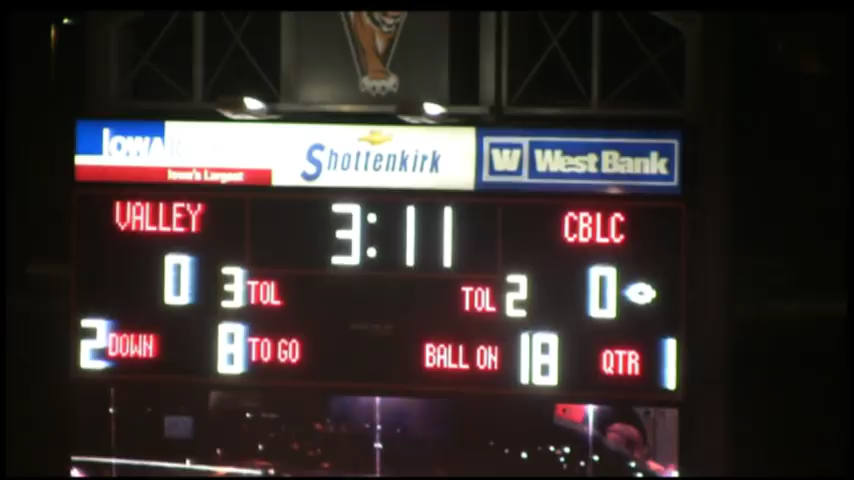 IOWA
Iowa's Largest
Shottenkirk
W West Bank
VALLEY 3:11 CBLC
0 3 TOL TOL 2 0
2 DOWN 8 TO GO BALL ON 18 QTR 1